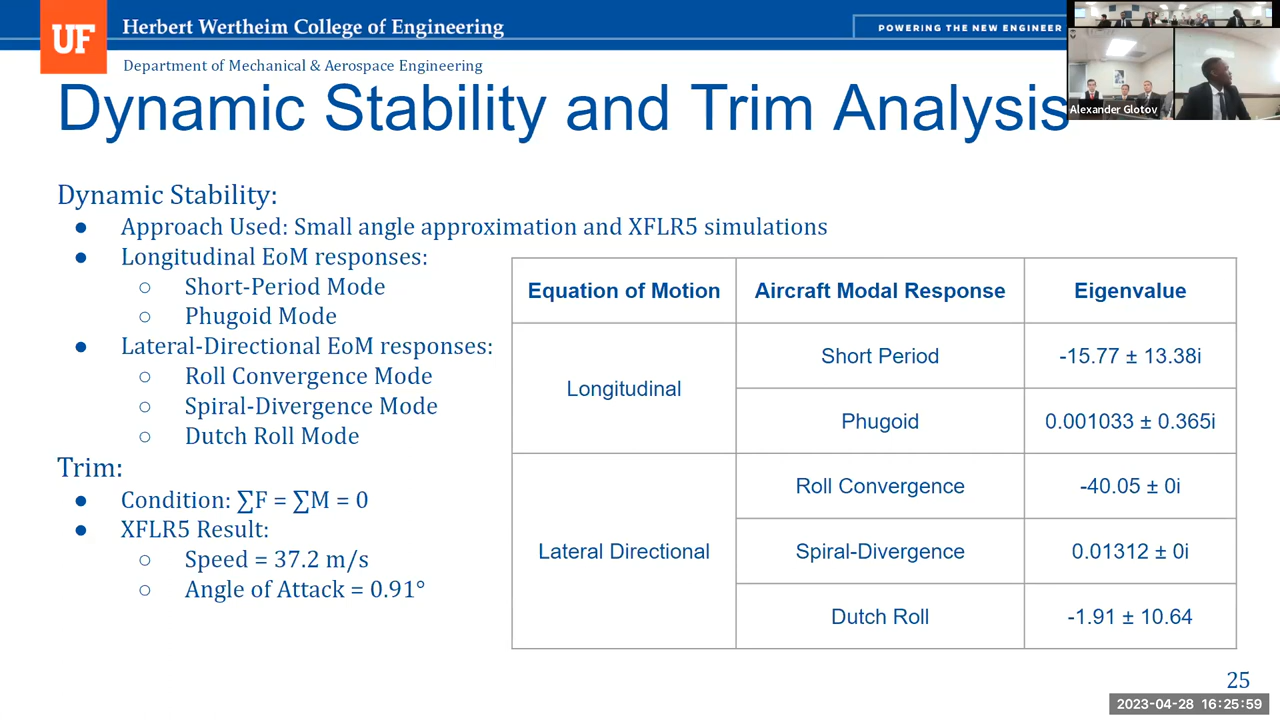 UF
Herbert Wertheim College of Engineering
POWERING THE NEW ENGINEER
Department of Mechanical & Aerospace Engineering
Alexander Glotov
Dynamic Stability and Trim Analysis
Dynamic Stability:
● Approach Used: Small angle approximation and XFLR5 simulations
● Longitudinal EoM responses:
○ Short-Period Mode
○ Phugoid Mode
● Lateral-Directional EoM responses:
○ Roll Convergence Mode
○ Spiral-Divergence Mode
○ Dutch Roll Mode
Trim:
● Condition: ∑F = ∑M = 0
● XFLR5 Result:
○ Speed = 37.2 m/s
○ Angle of Attack = 0.91°
Equation of Motion Aircraft Modal Response Eigenvalue
Longitudinal
Short Period -15.77 ± 13.38i
Phugoid 0.001033 ± 0.365i
Lateral Directional
Roll Convergence -40.05 ± 0i
Spiral-Divergence 0.01312 ± 0i
Dutch Roll -1.91 ± 10.64
25
2023-04-28 16:25:59